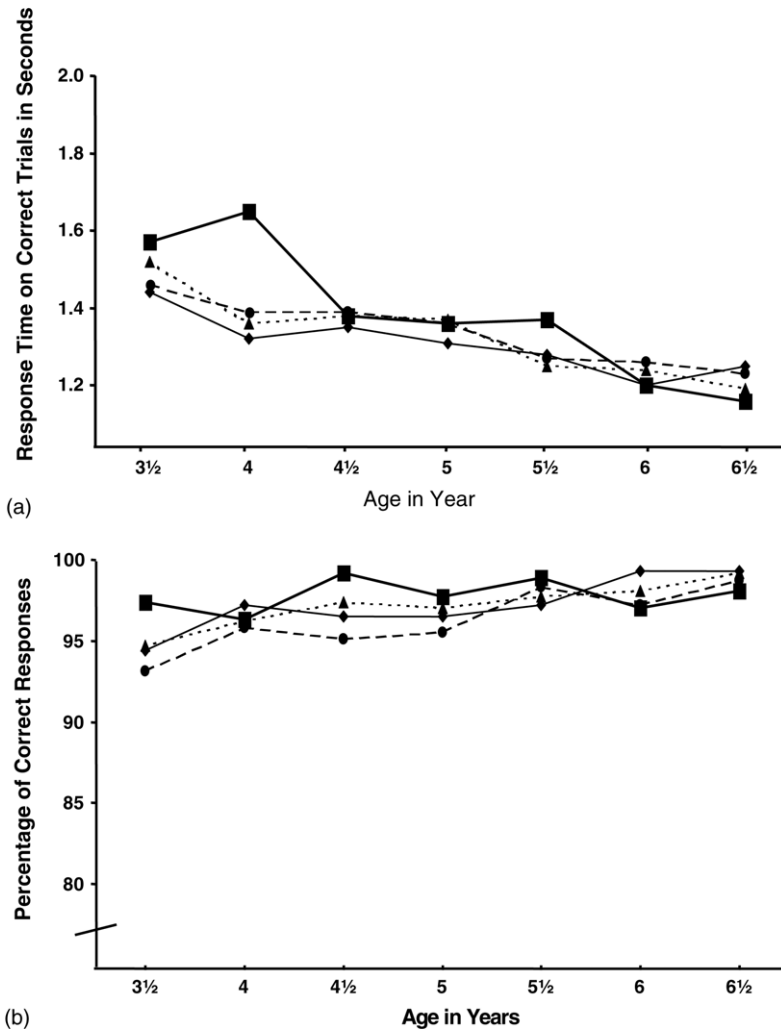 Response Time on Correct Trials in Seconds
2.0
1.8
1.6
1.4
1.2
3½ 4 4½ 5 5½ 6 6½
Age in Year
(a)
Percentage of Correct Responses
100
95
90
85
80
3½ 4 4½ 5 5½ 6 6½
Age in Years
(b)